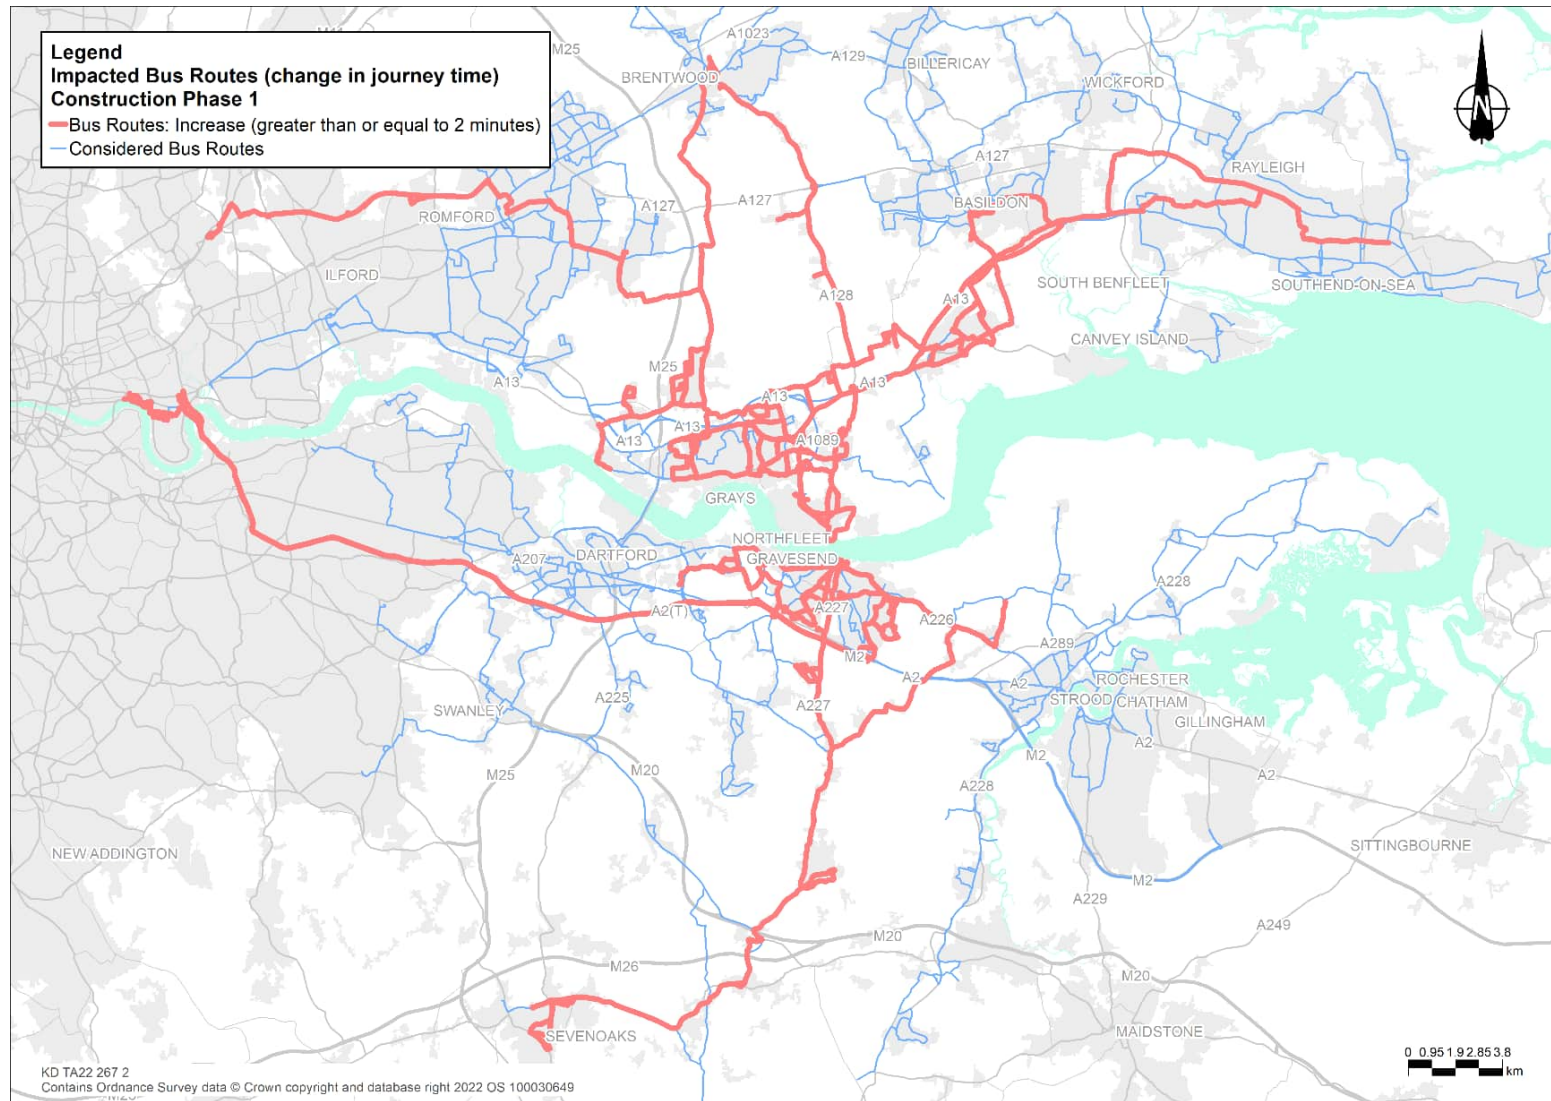 Legend
Impacted Bus Routes (change in journey time)
Construction Phase 1
Bus Routes: Increase (greater than or equal to 2 minutes)
Considered Bus Routes
A1023
M25
A129
BILLERICAY
BRENTWOOD
WICKFORD
N
A127
RAYLEIGH
A127
A127
BASILDON
ROMFORD
ILFORD
SOUTH BENFLEET
SOUTHEND-ON-SEA
A128
A13
CANVEY ISLAND
M25
A13
A13
A13
A13
A13
A1089
GRAYS
NORTHFLEET
DARTFORD
GRAVESEND
A207
A228
A2(T)
A227
A226
A289
M2
A2
A2
ROCHESTER
A225
STROOD
CHATHAM
SWANLEY
A227
GILLINGHAM
A2
M2
M25
M20
A2
A228
SITTINGBOURNE
NEW ADDINGTON
M2
A229
A249
M20
M26
M20
SEVENOAKS
MAIDSTONE
0 0.95 1.9 2.85 3.8
km
KD TA22 267 2
Contains Ordnance Survey data © Crown copyright and database right 2022 OS 100030649